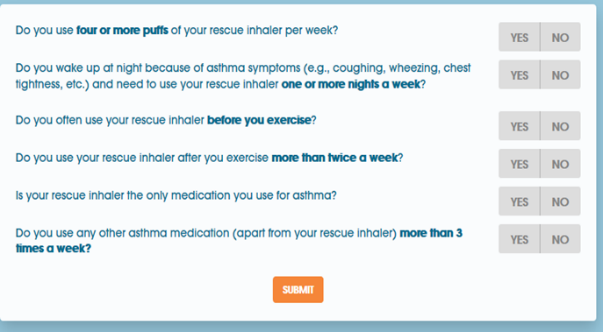 Do you use four or more puffs of your rescue inhaler per week?
YES NO
Do you wake up at night because of asthma symptoms (e.g., coughing, wheezing, chest
tightness, etc.) and need to use your rescue inhaler one or more nights a week?
YES NO
Do you often use your rescue inhaler before you exercise?
YES NO
Do you use your rescue inhaler after you exercise more than twice a week?
YES NO
Is your rescue inhaler the only medication you use for asthma?
YES NO
Do you use any other asthma medication (apart from your rescue inhaler) more than 3
times a week?
YES NO
SUBMIT